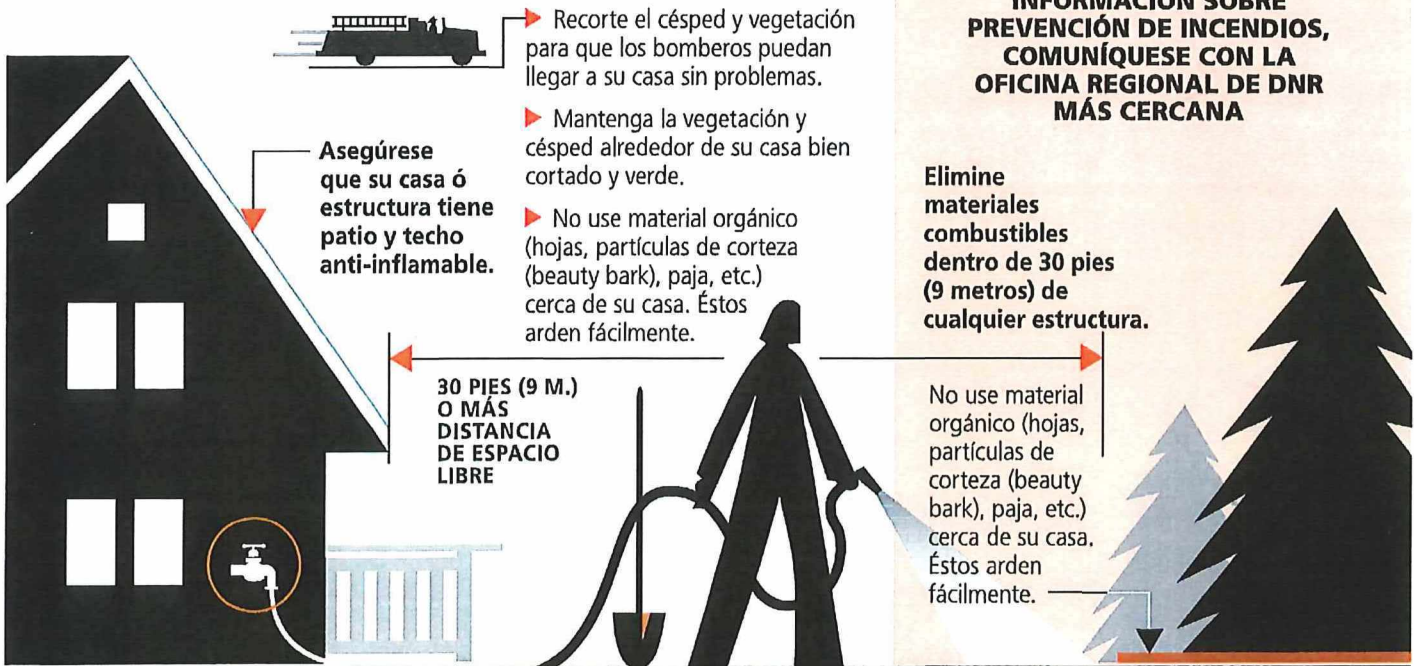 Recorte el césped y vegetación
para que los bomberos puedan
llegar a su casa sin problemas.
Mantenga la vegetación y
césped alrededor de su casa bien
cortado y verde.
No use material orgánico
(hojas, partículas de corteza
(beauty bark), paja, etc.)
cerca de su casa. Éstos
arden fácilmente.
Asegúrese
que su casa ó
estructura tiene
patio y techo
anti-inflamable.
30 PIES (9 M.)
O MÁS
DISTANCIA
DE ESPACIO
LIBRE
INFORMACIÓN SOBRE
PREVENCIÓN DE INCENDIOS,
COMUNÍQUESE CON LA
OFICINA REGIONAL DE DNR
MÁS CERCANA
Elimine
materiales
combustibles
dentro de 30 pies
(9 metros) de
cualquier estructura.
No use material
orgánico (hojas,
partículas de
corteza (beauty
bark), paja, etc.)
cerca de su casa.
Éstos arden
fácilmente.